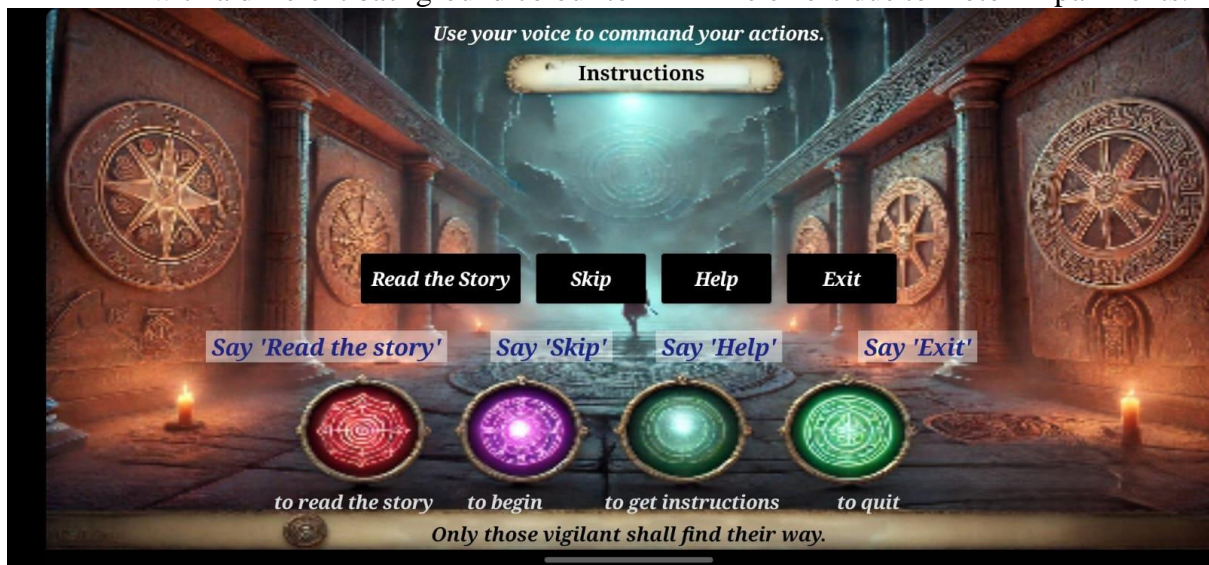 Use your voice to command your actions.
Instructions
Read the Story Skip Help Exit
Say 'Read the story' Say 'Skip' Say 'Help' Say 'Exit'
to read the story to begin to get instructions to quit
Only those vigilant shall find their way.